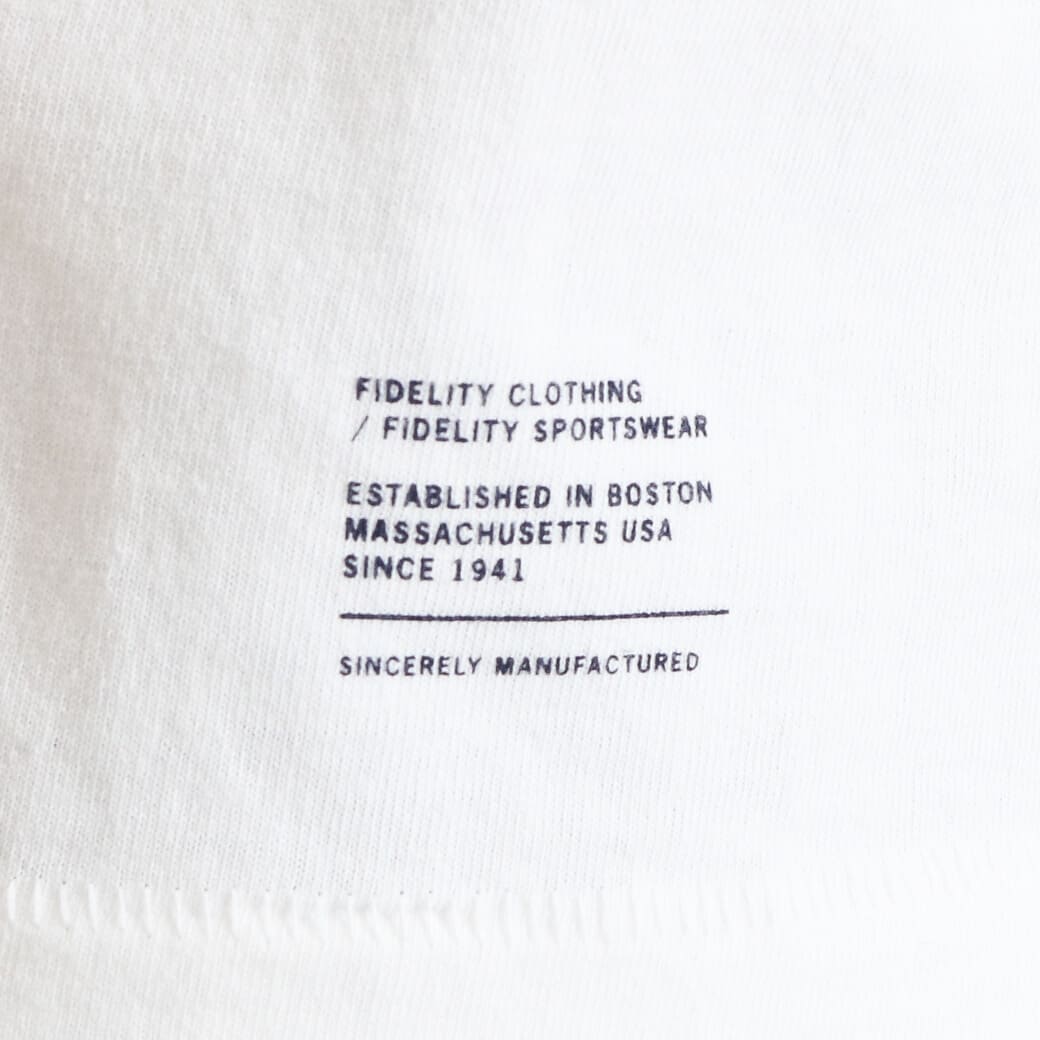 FIDELITY CLOTHING
/ FIDELITY SPORTSWEAR
ESTABLISHED IN BOSTON
MASSACHUSETTS USA
SINCE 1941
SINCERELY MANUFACTURED